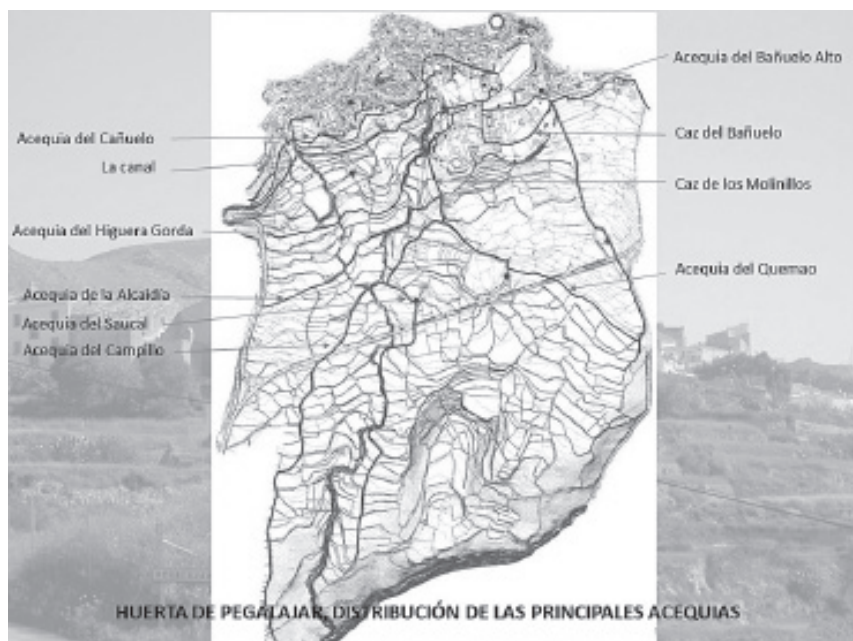 Acequia del Bañuelo Alto
Acequia del Cañuelo
Caz del Bañuelo
La canal
Caz de los Molinillos
Acequia del Higuera Gorda
Acequia del Quemao
Acequia de la Alcaidía
Acequia del Saucal
Acequia del Campillo
HUERTA DE PEGALAJAR, DISTRIBUCIÓN DE LAS PRINCIPALES ACEQUIAS